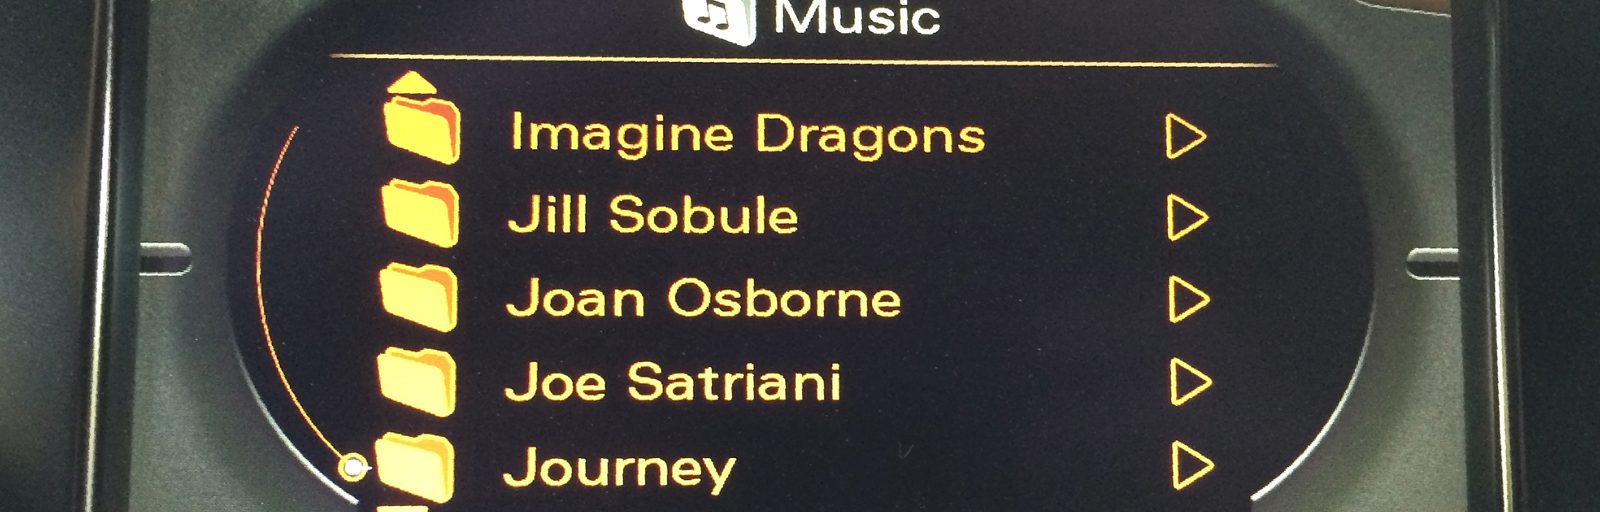 Music
Imagine Dragons
Jill Sobule
Joan Osborne
Joe Satriani
Journey